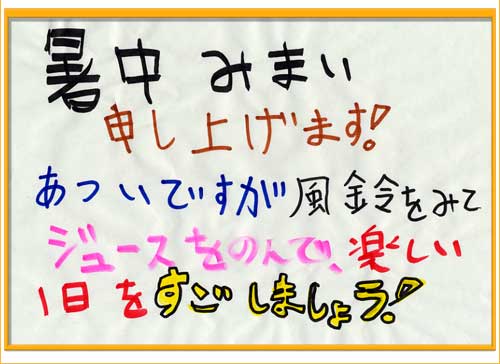 暑中みまい
申し上げます!
あついですが風鈴をみて
ジュースをのんで、楽しい
1日をすごしましょう!